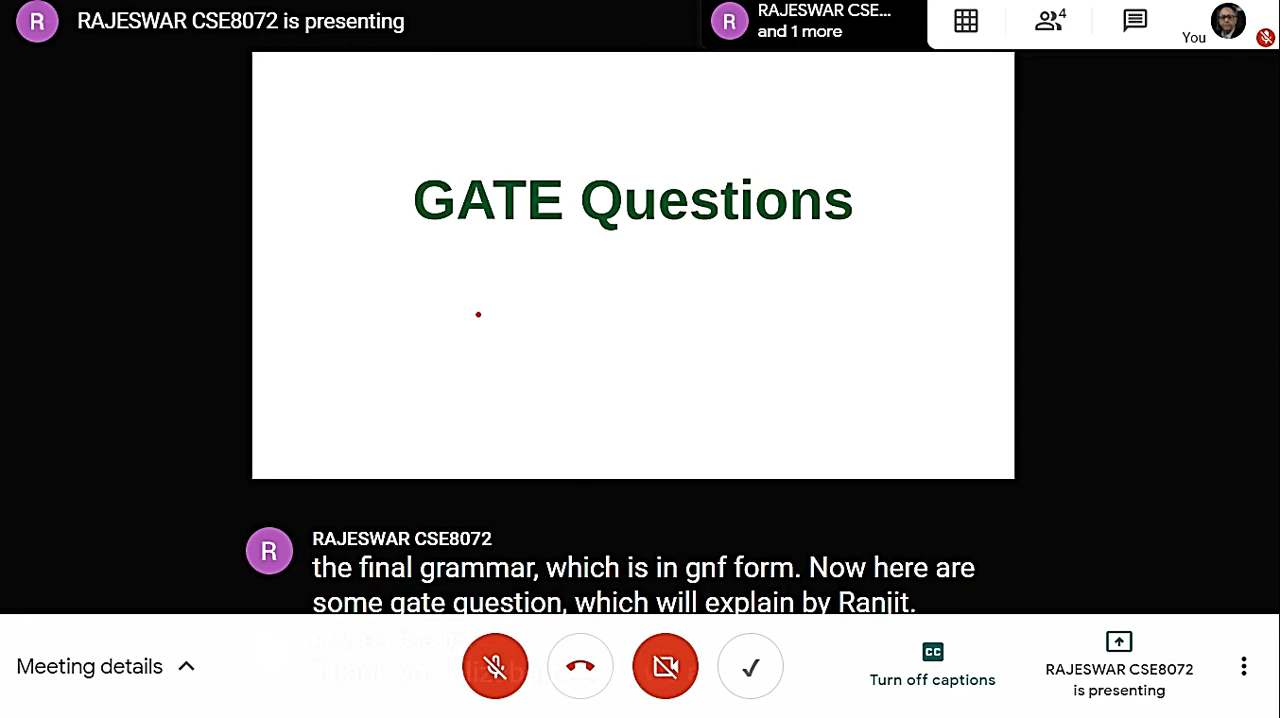 R
RAJESWAR CSE8072 is presenting
R
RAJESWAR CSE...
and 1 more
4
You
GATE Questions
R
RAJESWAR CSE8072
the final grammar, which is in gnf form. Now here are
some gate question, which will explain by Ranjit.
Meeting details
CC
Turn off captions
RAJESWAR CSE8072
is presenting